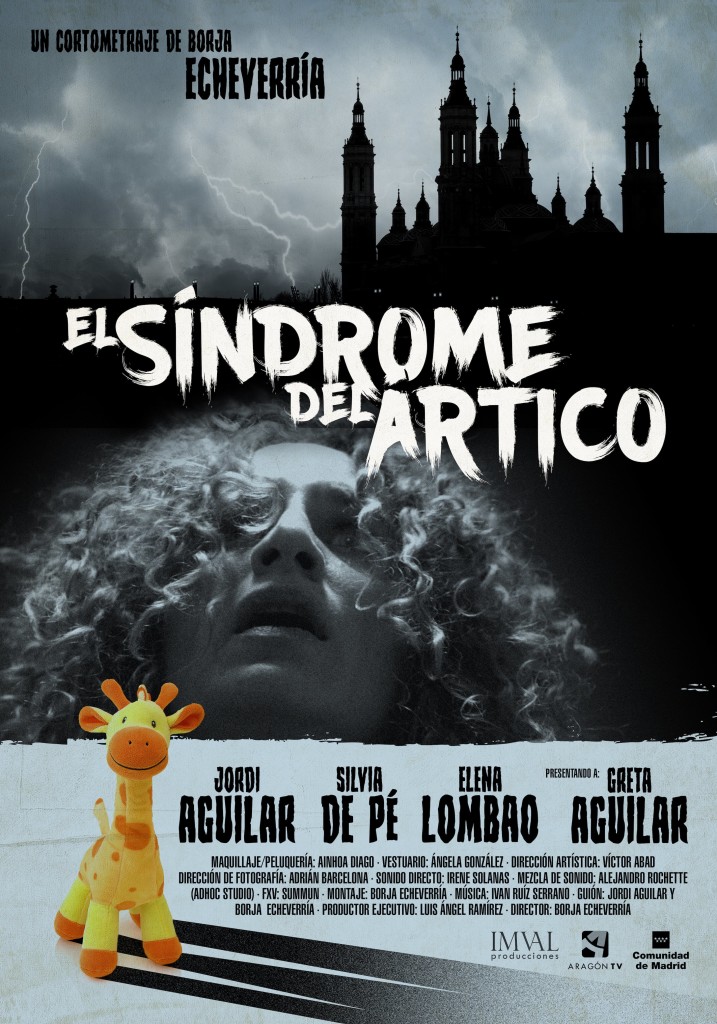 UN CORTOMETRAJE DE BORJA
ECHEVERRÍA
EL SÍNDROME
DEL ÁRTICO
JORDI AGUILAR
SILVIA DE PÉ
ELENA LOMBAO
PRESENTANDO A: GRETA AGUILAR
MAQUILLAJE/PELUQUERÍA: AINHOA DIAGO · VESTUARIO: ÁNGELA GONZÁLEZ · DIRECCIÓN ARTÍSTICA: VÍCTOR ABAD
DIRECCIÓN DE FOTOGRAFÍA: ADRIÁN BARCELONA · SONIDO DIRECTO: IRENE SOLANAS · MEZCLA DE SONIDO: ALEJANDRO ROCHETTE
(ADHOC STUDIO) · FXV: SUMMUN · MONTAJE: BORJA ECHEVERRÍA · MÚSICA: IVAN RUÍZ SERRANO · GUIÓN: JORDI AGUILAR Y
BORJA ECHEVERRÍA · PRODUCTOR EJECUTIVO: LUIS ÁNGEL RAMÍREZ · DIRECTOR: BORJA ECHEVERRÍA
IMVAL
producciones
ARAGÓN TV
Comunidad
de Madrid